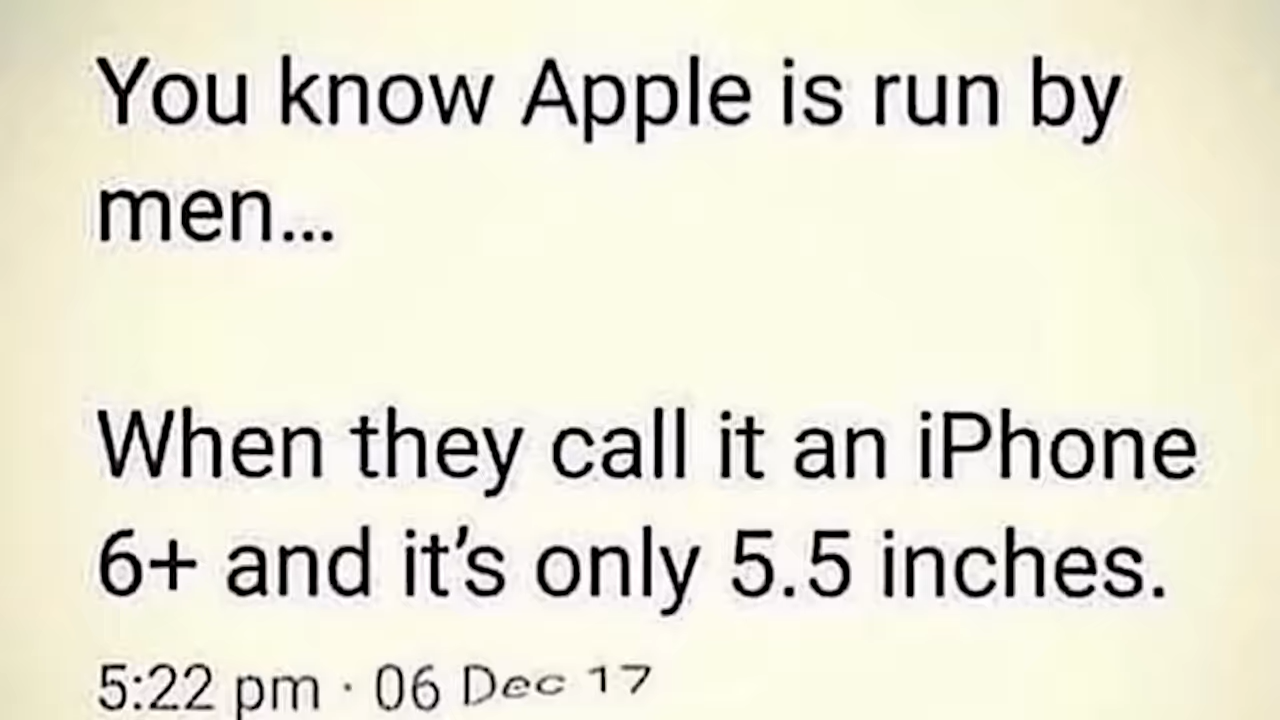 You know Apple is run by
men...
When they call it an iPhone
6+ and it’s only 5.5 inches.
5:22 pm · 06 Dec 17